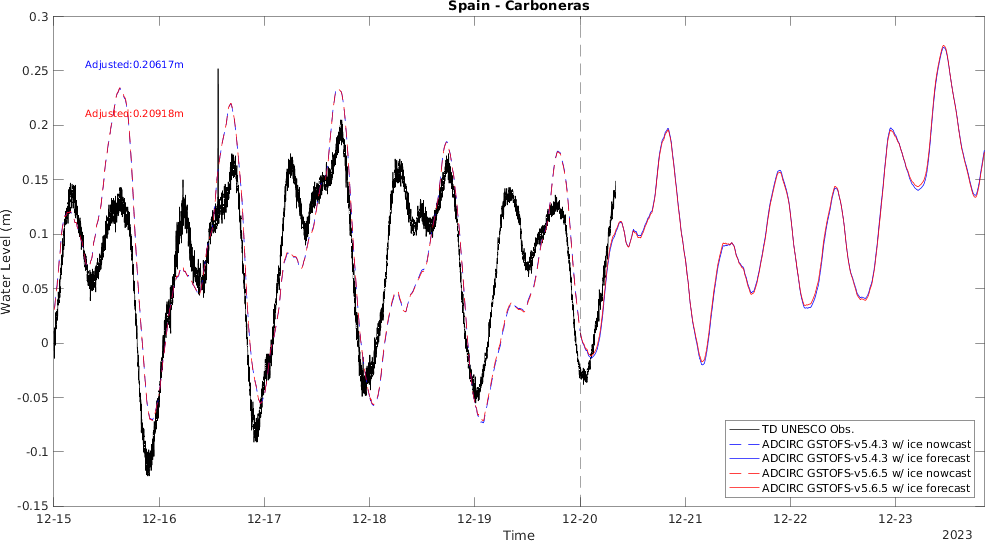 Spain - Carboneras
0.3
0.25
0.2
0.15
0.1
0.05
0
-0.05
-0.1
-0.15
Water Level (m)
Adjusted:0.20617m
Adjusted:0.20918m
TD UNESCO Obs.
ADCIRC GSTOFS-v5.4.3 w/ ice nowcast
ADCIRC GSTOFS-v5.4.3 w/ ice forecast
ADCIRC GSTOFS-v5.6.5 w/ ice nowcast
ADCIRC GSTOFS-v5.6.5 w/ ice forecast
12-15 12-16 12-17 12-18 12-19 12-20 12-21 12-22 12-23
Time
2023